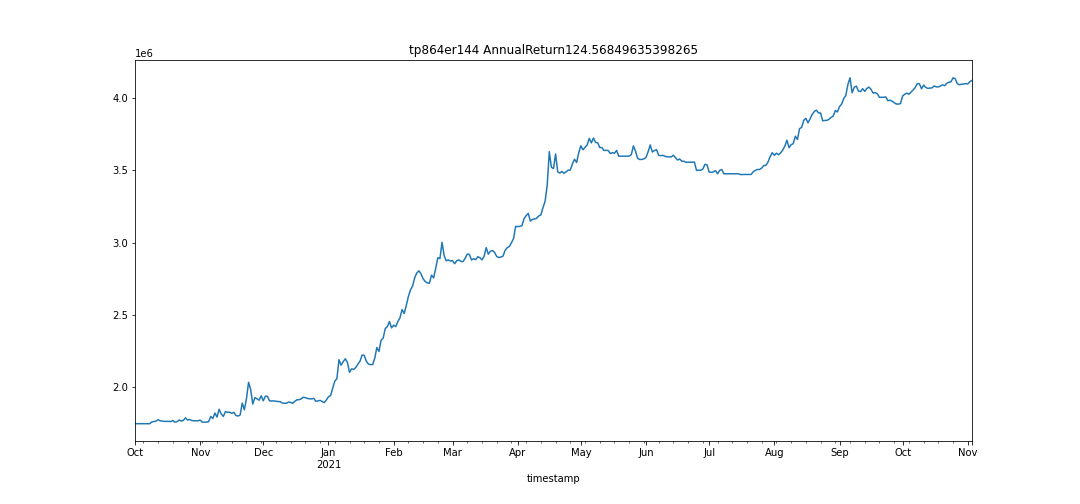 tp864er144 AnnualReturn124.56849635398265
1e6
4.0
3.5
3.0
2.5
2.0
Oct Nov Dec Jan Feb Mar Apr May Jun Jul Aug Sep Oct Nov
2021
timestamp